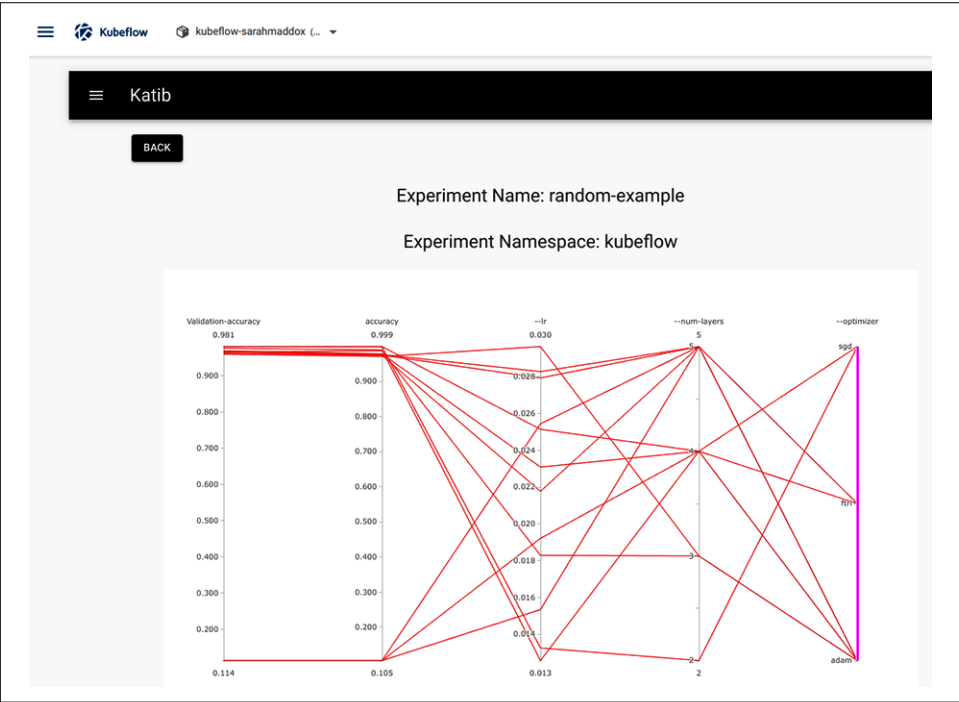 Kubeflow kubeflow-sarahmaddox (...
Katib
BACK
Experiment Name: random-example
Experiment Namespace: kubeflow
Validation-accuracy accuracy --lr --num-layers --optimizer
0.981 0.999 0.030 5
5 sgd
0.900 0.900 0.028
0.800 0.800 0.026
0.700 0.700 0.024 4
0.600 0.600 0.022
ftrl
0.500 0.500 0.020
0.400 0.400 0.018 3
0.300 0.300 0.016
0.200 0.200 0.014
2 adam
0.114 0.105 0.013 2